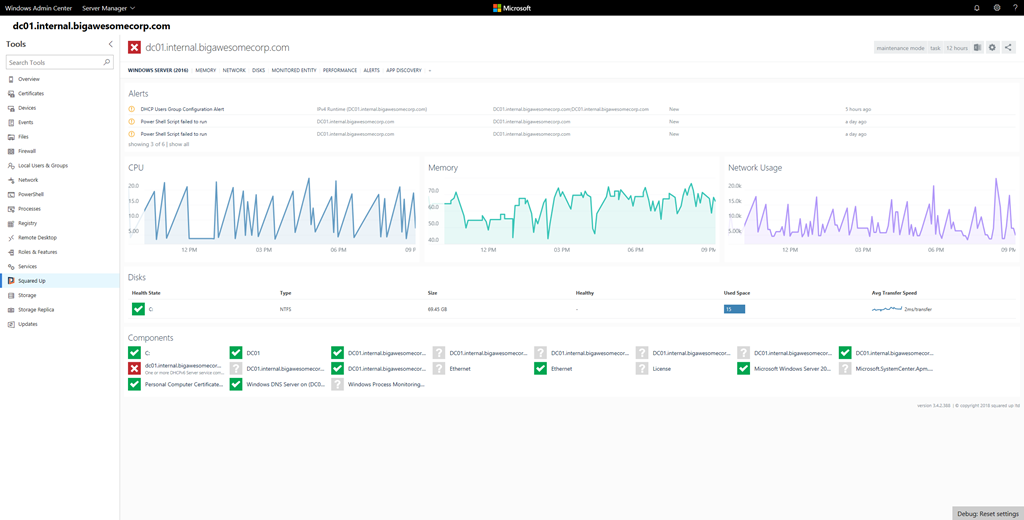 Windows Admin Center Server Manager Microsoft ?
dc01.internal.bigawesomecorp.com
Tools
Search Tools
Overview
Certificates
Devices
Events
Files
Firewall
Local Users & Groups
Network
PowerShell
Processes
Registry
Remote Desktop
Roles & Features
Services
Squared Up
Storage
Storage Replica
Updates
dc01.internal.bigawesomecorp.com maintenance mode task 12 hours
WINDOWS SERVER (2016) MEMORY NETWORK DISKS MONITORED ENTITY PERFORMANCE ALERTS APP DISCOVERY
Alerts
DHCP Users Group Configuration Alert IPv6 Runtime (DC01.internal.bigawesomecorp.com) DC01.internal.bigawesomecorp.com/DC01.internal.bigawesomecorp.com New 5 hours ago
Power Shell Script failed to run DC01.internal.bigawesomecorp.com DC01.internal.bigawesomecorp.com New a day ago
Power Shell Script failed to run DC01.internal.bigawesomecorp.com DC01.internal.bigawesomecorp.com New a day ago
showing 3 of 6 | show all
CPU
20.0
15.0
10.0
5.00
12 PM 03 PM 06 PM 09 PM
Memory
70.0
60.0
50.0
40.0
12 PM 03 PM 06 PM 09 PM
Network Usage
20.0k
15.0k
10.0k
5.00k
12 PM 03 PM 06 PM 09 PM
Disks
Health State Type Size Healthy Used Space Avg Transfer Speed
C: NTFS 89.45 GB - 15 2ms/transfer
Components
C: DC01 DC01.internal.bigawesomecor... DC01.internal.bigawesomecor... DC01.internal.bigawesomecor... DC01.internal.bigawesomecor... DC01.internal.bigawesomecor... DC01.internal.bigawesomecor...
dc01.internal.bigawesomecom... DC01.internal.bigawesomecor... DC01.internal.bigawesomecor... Ethernet Ethernet License Microsoft Windows Server 20... Microsoft.SystemCenter.Apm....
One or more DHCPv6 Server service com...
Personal Computer Certificate... Windows DNS Server on (DC0... Windows Process Monitoring...
version 3.4.2.388 | © copyright 2018 squared up ltd
Debug: Reset settings